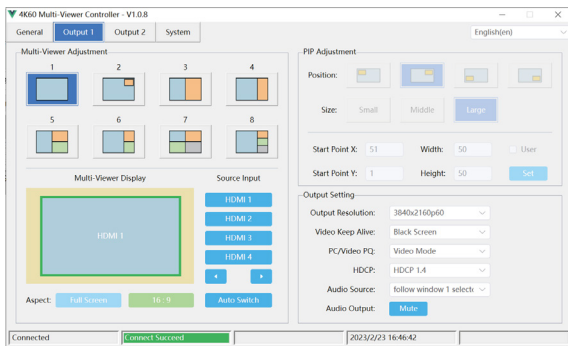 4K60 Multi-Viewer Controller - V1.0.8
General Output 1 Output 2 System
English(en)
Multi-Viewer Adjustment
1 2 3 4
5 6 7 8
Multi-Viewer Display
HDMI 1
Aspect: Full Screen 16 : 9
Source Input
HDMI 1
HDMI 2
HDMI 3
HDMI 4
Auto Switch
PIP Adjustment
Position:
Size: Small Middle Large
Start Point X: 51 Width: 50 User
Start Point Y: 1 Height: 50 Set
Output Setting
Output Resolution: 3840x2160p60
Video Keep Alive: Black Screen
PC/Video PQ: Video Mode
HDCP: HDCP 1.4
Audio Source: follow window 1 selecte
Audio Output: Mute
Connected Connect Succeed 2023/2/23 16:46:42